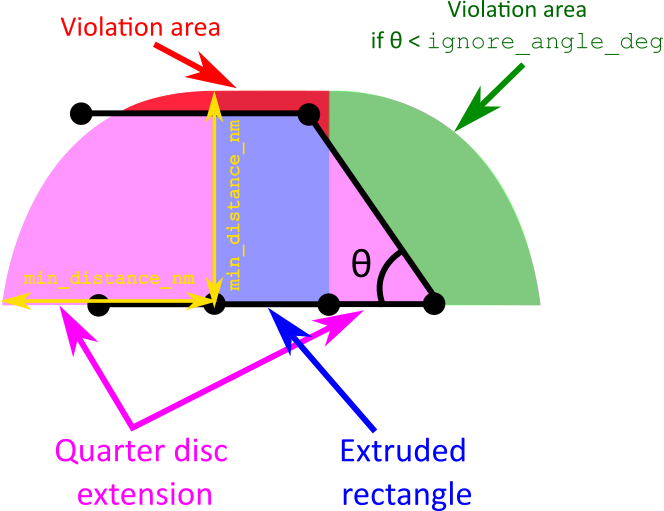 Violation area
Violation area
if θ < ignore_angle_deg
min_distance_nm
min_distance_nm
θ
Quarter disc
extension
Extruded
rectangle